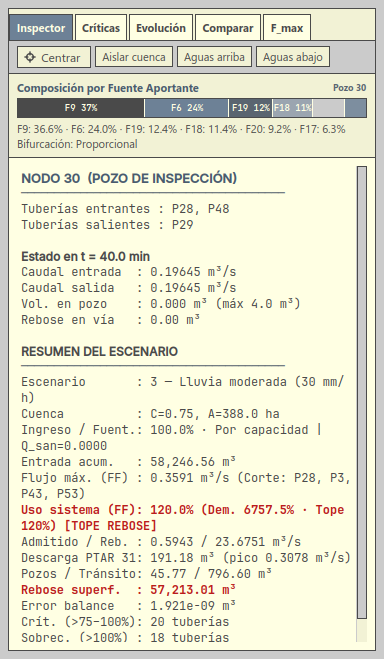 Inspector Críticas Evolución Comparar F_max
Centrar Aislar cuenca Aguas arriba Aguas abajo
Composición por Fuente Aportante Pozo 30
F9 37% F6 24% F19 12% F18 11%
F9: 36.6% · F6: 24.0% · F19: 12.4% · F18: 11.4% · F20: 9.2% · F17: 6.3%
Bifurcación: Proporcional
NODO 30 (POZO DE INSPECCIÓN)
Tuberías entrantes : P28, P48
Tuberías salientes : P29
Estado en t = 40.0 min
Caudal entrada : 0.19645 m³/s
Caudal salida : 0.19645 m³/s
Vol. en pozo : 0.000 m³ (máx 4.0 m³)
Rebose en vía : 0.00 m³
RESUMEN DEL ESCENARIO
Escenario : 3 — Lluvia moderada (30 mm/
h)
Cuenca : C=0.75, A=388.0 ha
Ingreso / Fuent.: 100.0% · Por capacidad |
Q_san=0.0000
Entrada acum. : 58,246.56 m³
Flujo máx. (FF) : 0.3591 m³/s (Corte: P28, P3,
P43, P53)
Uso sistema (FF): 120.0% (Dem. 6757.5% · Tope
120%) [TOPE REBOSE]
Admitido / Reb. : 0.5943 / 23.6751 m³/s
Descarga PTAR 31: 191.18 m³ (pico 0.3078 m³/s)
Pozos / Tránsito: 45.77 / 796.60 m³
Rebose superf. : 57,213.01 m³
Error balance : 1.921e-09 m³
Crít. (>75-100%): 20 tuberías
Sobrec. (>100%) : 18 tuberías